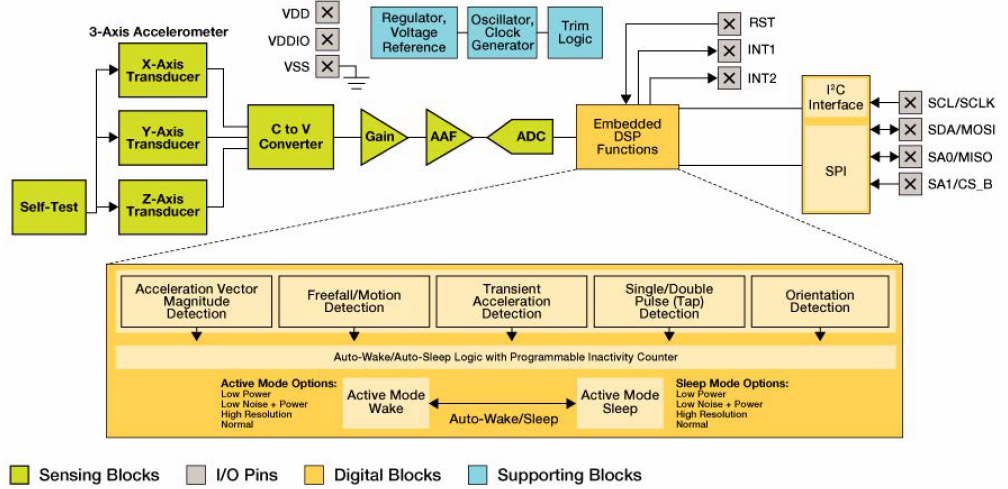 VDD
VDDIO
VSS
Regulator,
Voltage
Reference
Oscillator,
Clock
Generator
Trim
Logic
RST
INT1
INT2
3-Axis Accelerometer
X-Axis
Transducer
Y-Axis
Transducer
Z-Axis
Transducer
Self-Test
C to V
Converter
Gain
AAF
ADC
Embedded
DSP
Functions
I²C
Interface
SPI
SCL/SCLK
SDA/MOSI
SA0/MISO
SA1/CS_B
Acceleration Vector
Magnitude
Detection
Freefall/Motion
Detection
Transient
Acceleration
Detection
Single/Double
Pulse (Tap)
Detection
Orientation
Detection
Auto-Wake/Auto-Sleep Logic with Programmable Inactivity Counter
Active Mode Options:
Low Power
Low Noise + Power
High Resolution
Normal
Active Mode
Wake
Auto-Wake/Sleep
Active Mode
Sleep
Sleep Mode Options:
Low Power
Low Noise + Power
High Resolution
Normal
Sensing Blocks
I/O Pins
Digital Blocks
Supporting Blocks